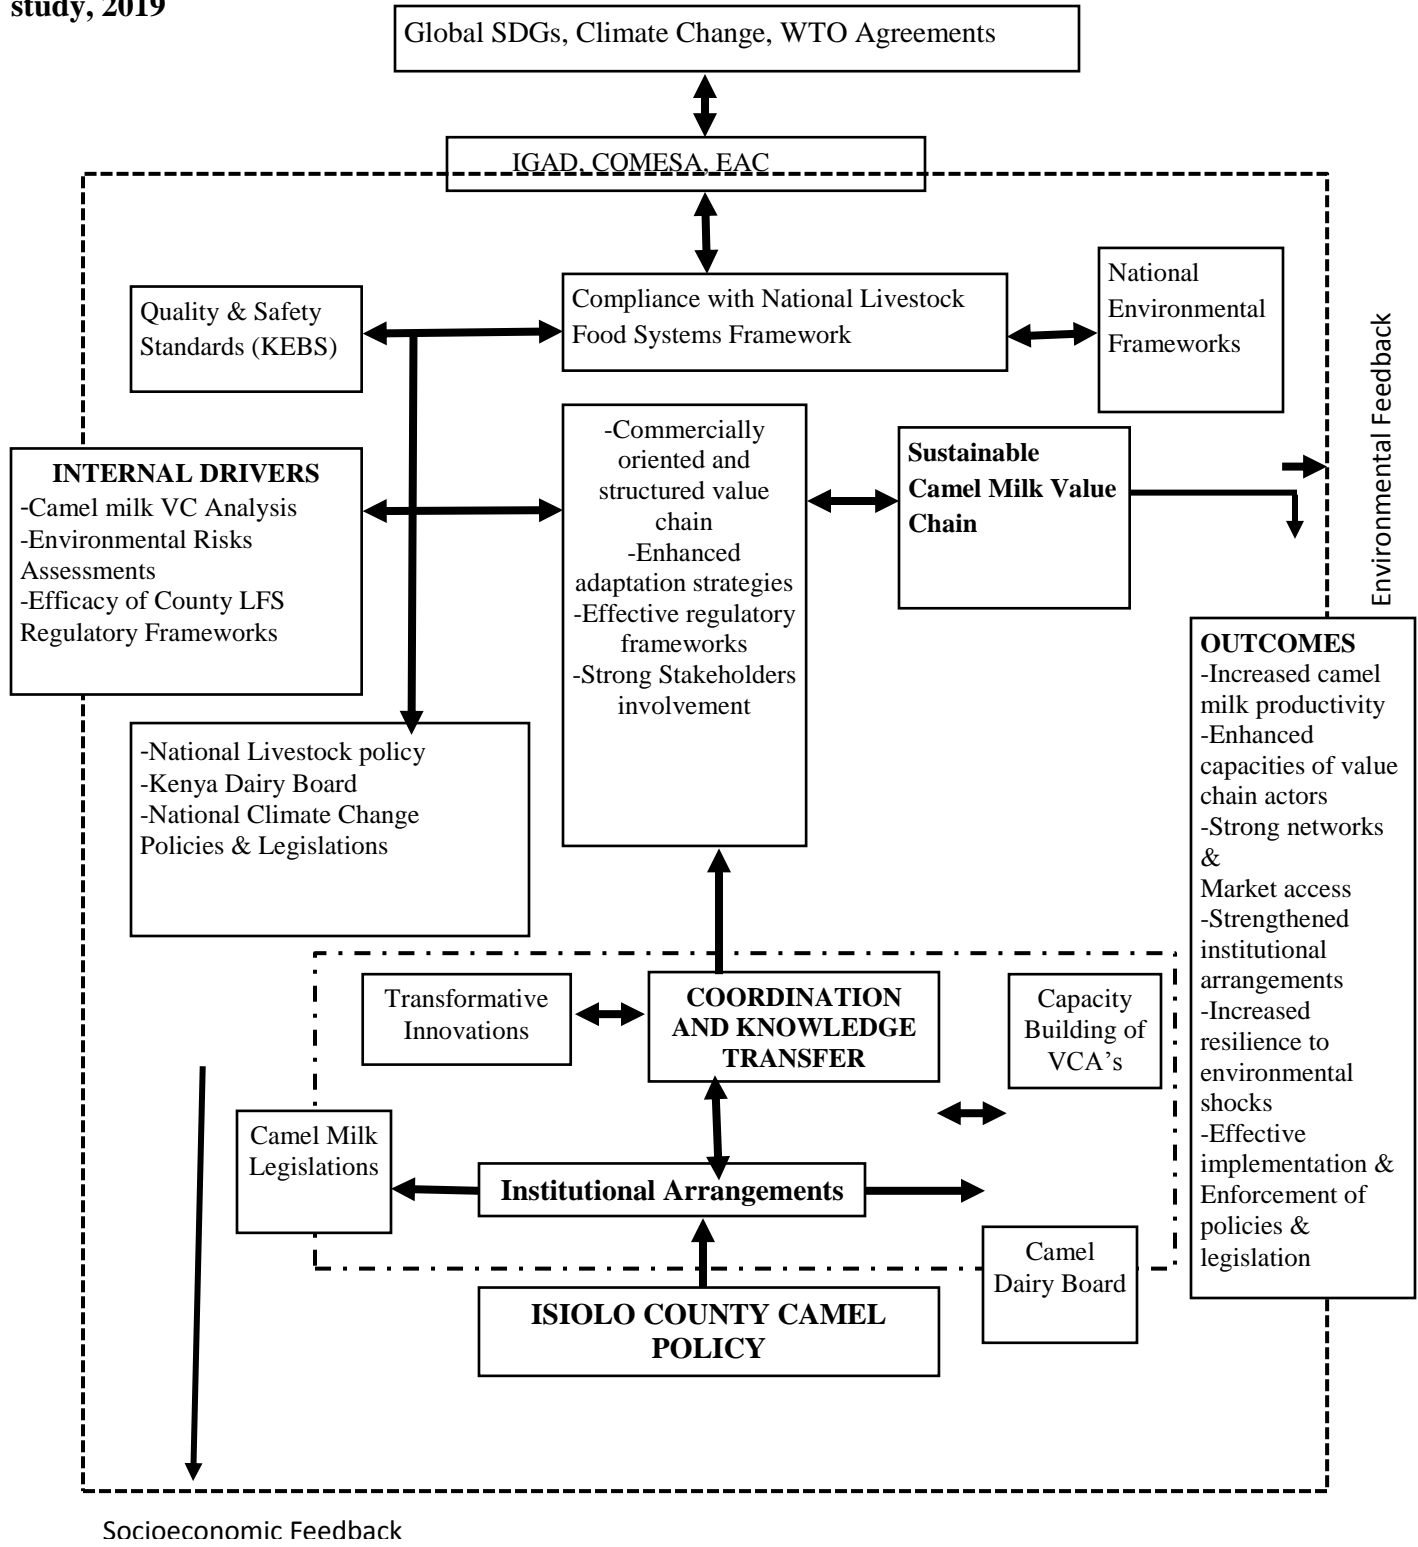 study, 2019
Global SDGs, Climate Change, WTO Agreements
IGAD, COMESA, EAC
Quality & Safety
Standards (KEBS)
Compliance with National Livestock
Food Systems Framework
National
Environmental
Frameworks
Environmental Feedback
INTERNAL DRIVERS
-Camel milk VC Analysis
-Environmental Risks
Assessments
-Efficacy of County LFS
Regulatory Frameworks
-Commercially
oriented and
structured value
chain
-Enhanced
adaptation strategies
-Effective regulatory
frameworks
-Strong Stakeholders
involvement
Sustainable
Camel Milk Value
Chain
OUTCOMES
-Increased camel
milk productivity
-Enhanced
capacities of value
chain actors
-Strong networks
&
Market access
-Strengthened
institutional
arrangements
-Increased
resilience to
environmental
shocks
-Effective
implementation &
Enforcement of
policies &
legislation
-National Livestock policy
-Kenya Dairy Board
-National Climate Change
Policies & Legislations
Transformative
Innovations
COORDINATION
AND KNOWLEDGE
TRANSFER
Capacity
Building of
VCA’s
Camel Milk
Legislations
Institutional Arrangements
Camel
Dairy Board
ISIOLO COUNTY CAMEL
POLICY
Socioeconomic Feedback